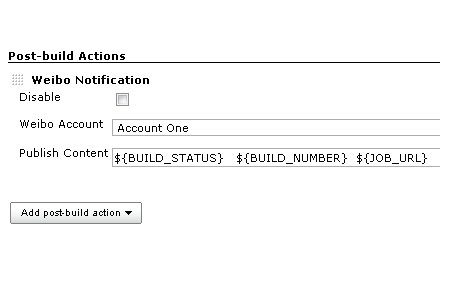 Post-build Actions
Weibo Notification
Disable
Weibo Account Account One
Publish Content ${BUILD_STATUS} ${BUILD_NUMBER} ${JOB_URL}
Add post-build action